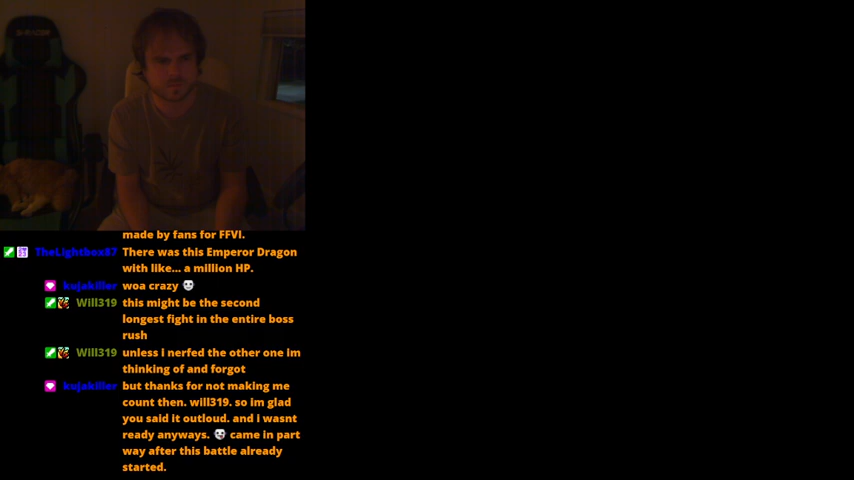 made by fans for FFVI.
TheLightbox87 There was this Emperor Dragon
with like... a million HP.
kujakiller woa crazy
Will319 this might be the second
longest fight in the entire boss
rush
Will319 unless i nerfed the other one im
thinking of and forgot
kujakiller but thanks for not making me
count then. will319. so im glad
you said it outloud. and i wasnt
ready anyways. came in part
way after this battle already
started.